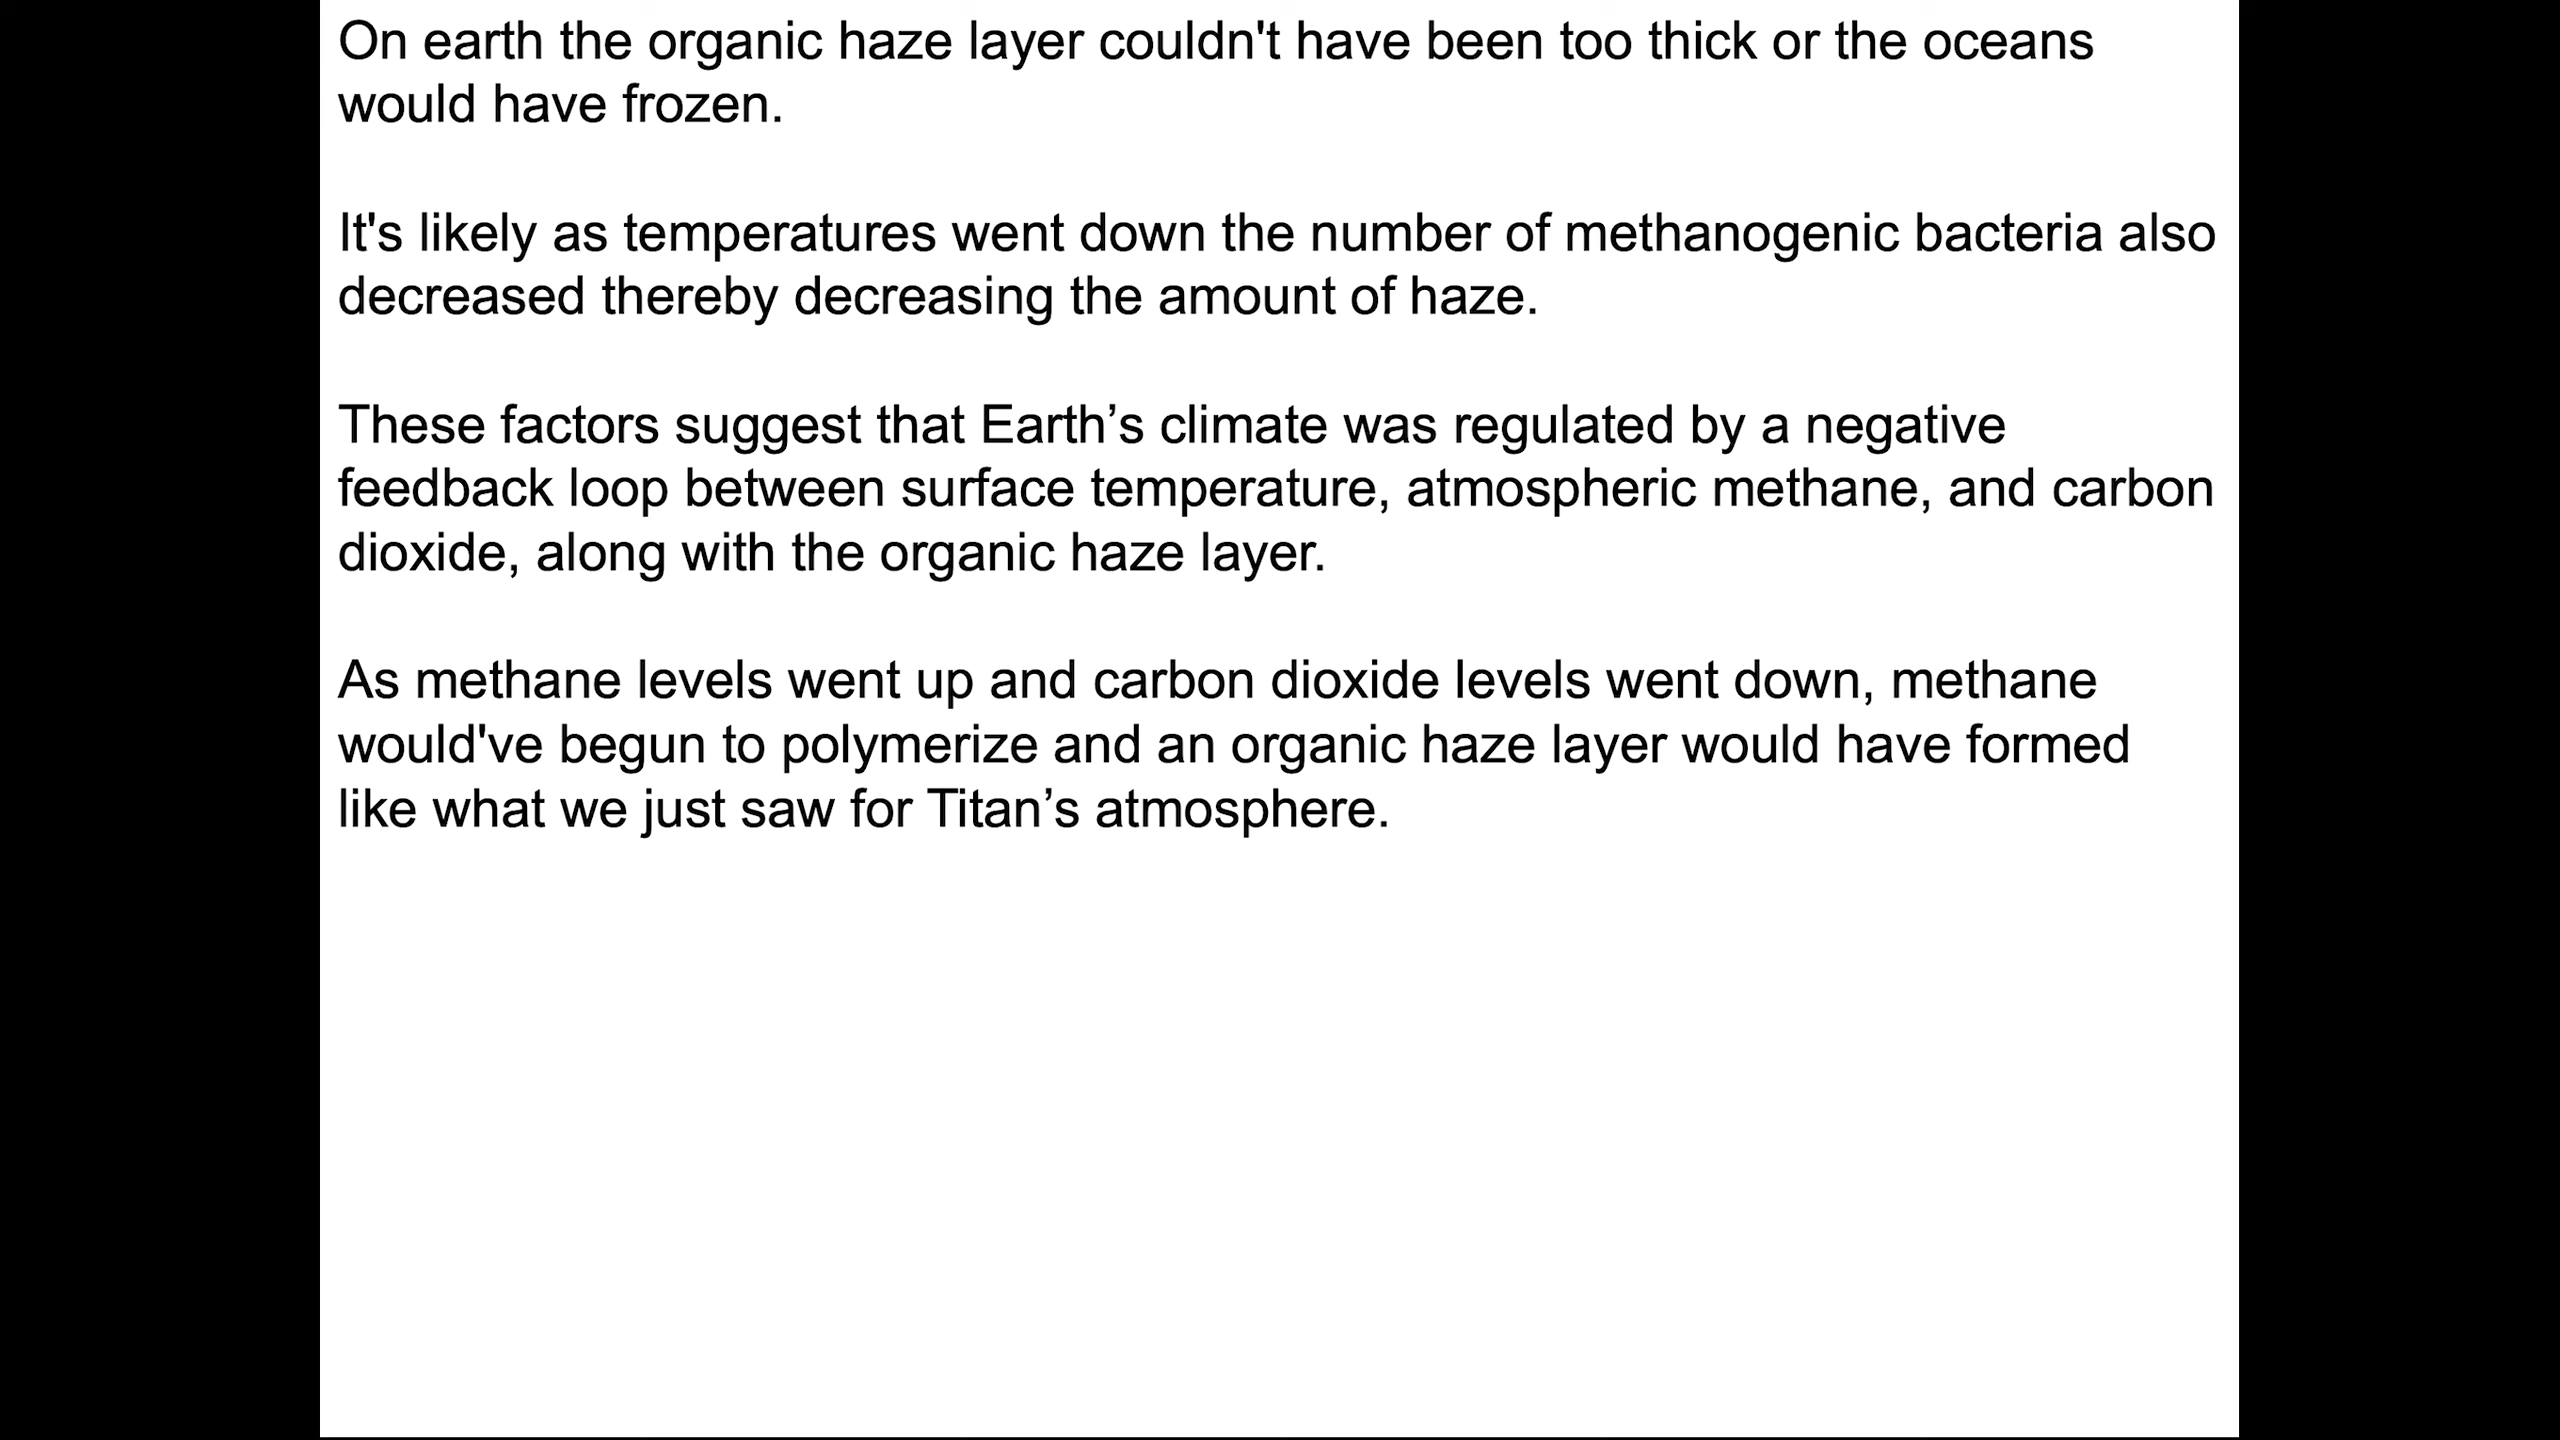 On earth the organic haze layer couldn't have been too thick or the oceans
would have frozen.
It's likely as temperatures went down the number of methanogenic bacteria also
decreased thereby decreasing the amount of haze.
These factors suggest that Earth’s climate was regulated by a negative
feedback loop between surface temperature, atmospheric methane, and carbon
dioxide, along with the organic haze layer.
As methane levels went up and carbon dioxide levels went down, methane
would've begun to polymerize and an organic haze layer would have formed
like what we just saw for Titan’s atmosphere.